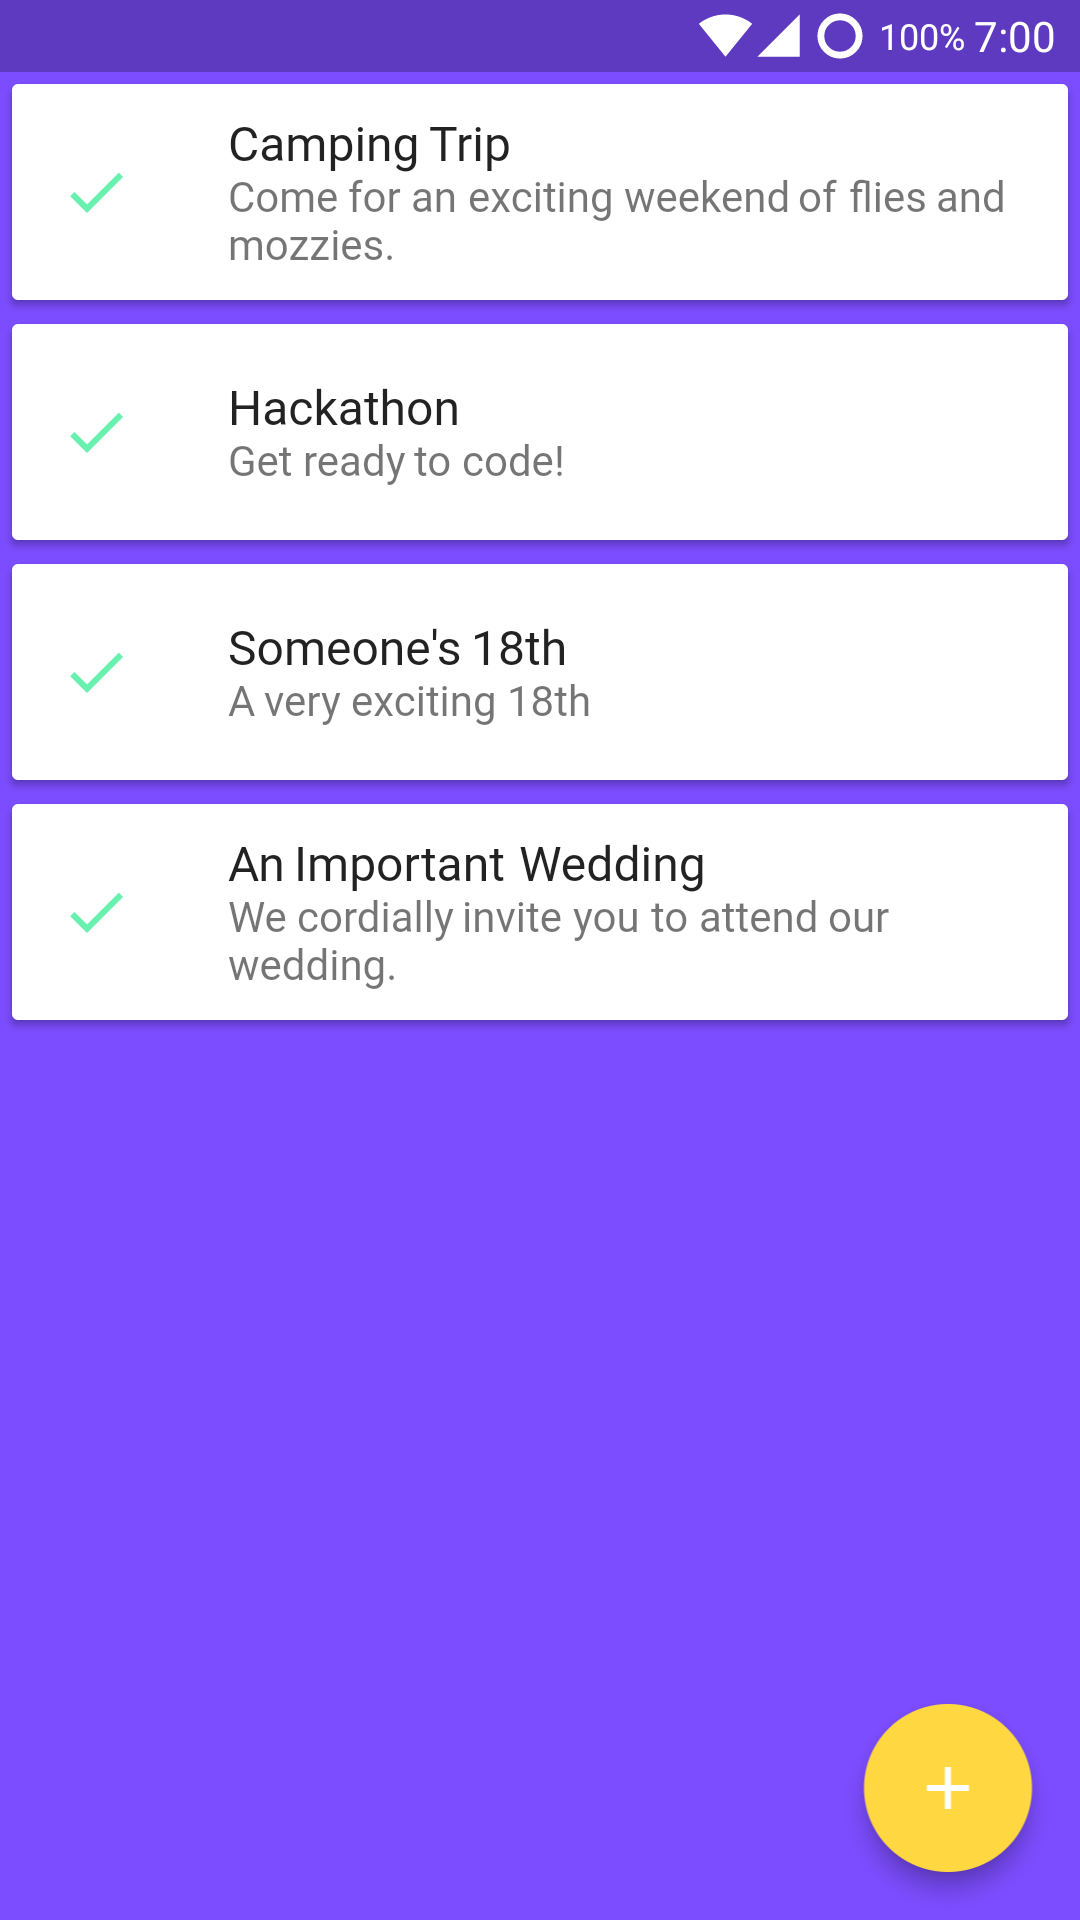 100% 7:00
Camping Trip
Come for an exciting weekend of flies and
mozzies.
Hackathon
Get ready to code!
Someone's 18th
A very exciting 18th
An Important Wedding
We cordially invite you to attend our
wedding.